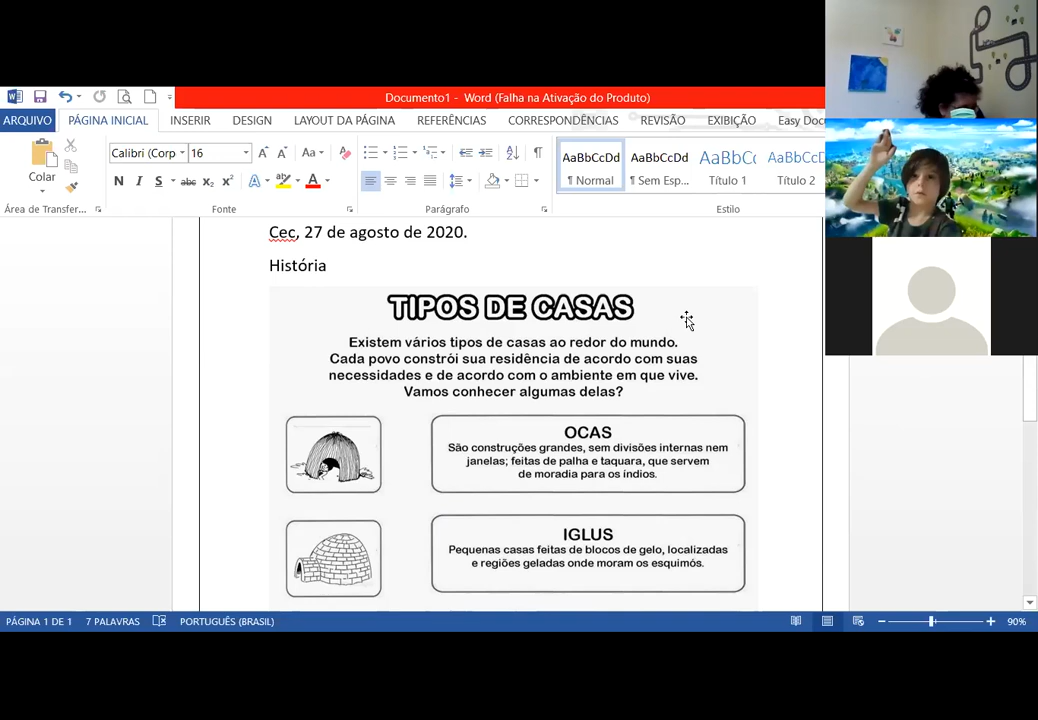 Documento1 - Word (Falha na Ativação do Produto)
ARQUIVO PÁGINA INICIAL INSERIR DESIGN LAYOUT DA PÁGINA REFERÊNCIAS CORRESPONDÊNCIAS REVISÃO EXIBIÇÃO Easy Doc
Calibri (Corp 16 Aa
AaBbCcDd AaBbCcDd AaBbCc AaBbCcD
Colar N I S abc x₂ x² A A ¶ Normal ¶ Sem Esp... Título 1 Título 2
Área de Transfer... Fonte Parágrafo Estilo
Cec, 27 de agosto de 2020.
História
TIPOS DE CASAS
Existem vários tipos de casas ao redor do mundo.
Cada povo constrói sua residência de acordo com suas
necessidades e de acordo com o ambiente em que vive.
Vamos conhecer algumas delas?
OCAS
São construções grandes, sem divisões internas nem
janelas; feitas de palha e taquara, que servem
de moradia para os índios.
IGLUS
Pequenas casas feitas de blocos de gelo, localizadas
e regiões geladas onde moram os esquimós.
PÁGINA 1 DE 1 7 PALAVRAS PORTUGUÊS (BRASIL) 90%